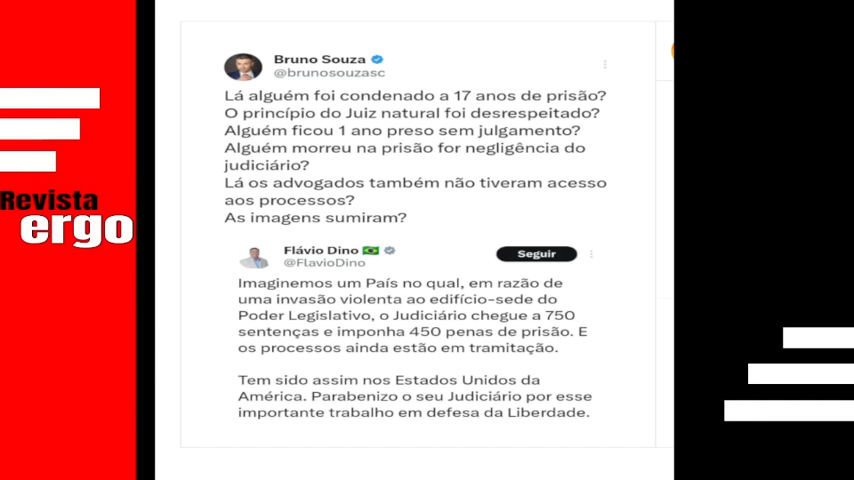 Revista
ergo
Bruno Souza
@brunosouzasc
Lá alguém foi condenado a 17 anos de prisão?
O princípio do Juiz natural foi desrespeitado?
Alguém ficou 1 ano preso sem julgamento?
Alguém morreu na prisão for negligência do
judiciário?
Lá os advogados também não tiveram acesso
aos processos?
As imagens sumiram?
Flávio Dino
@FlavioDino
Seguir
Imaginemos um País no qual, em razão de
uma invasão violenta ao edifício-sede do
Poder Legislativo, o Judiciário chegue a 750
sentenças e imponha 450 penas de prisão. E
os processos ainda estão em tramitação.
Tem sido assim nos Estados Unidos da
América. Parabenizo o seu Judiciário por esse
importante trabalho em defesa da Liberdade.